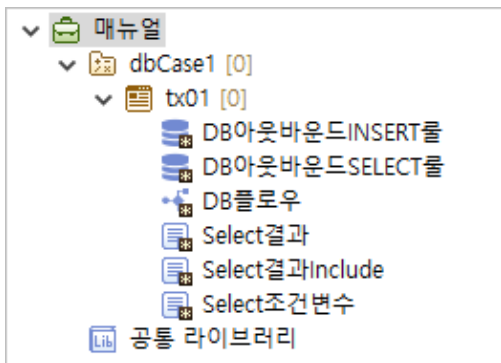 매뉴얼
dbCase1 [0]
tx01 [0]
DB아웃바운드INSERT룰
DB아웃바운드SELECT룰
DB플로우
Select결과
Select결과Include
Select조건변수
Lib 공통 라이브러리